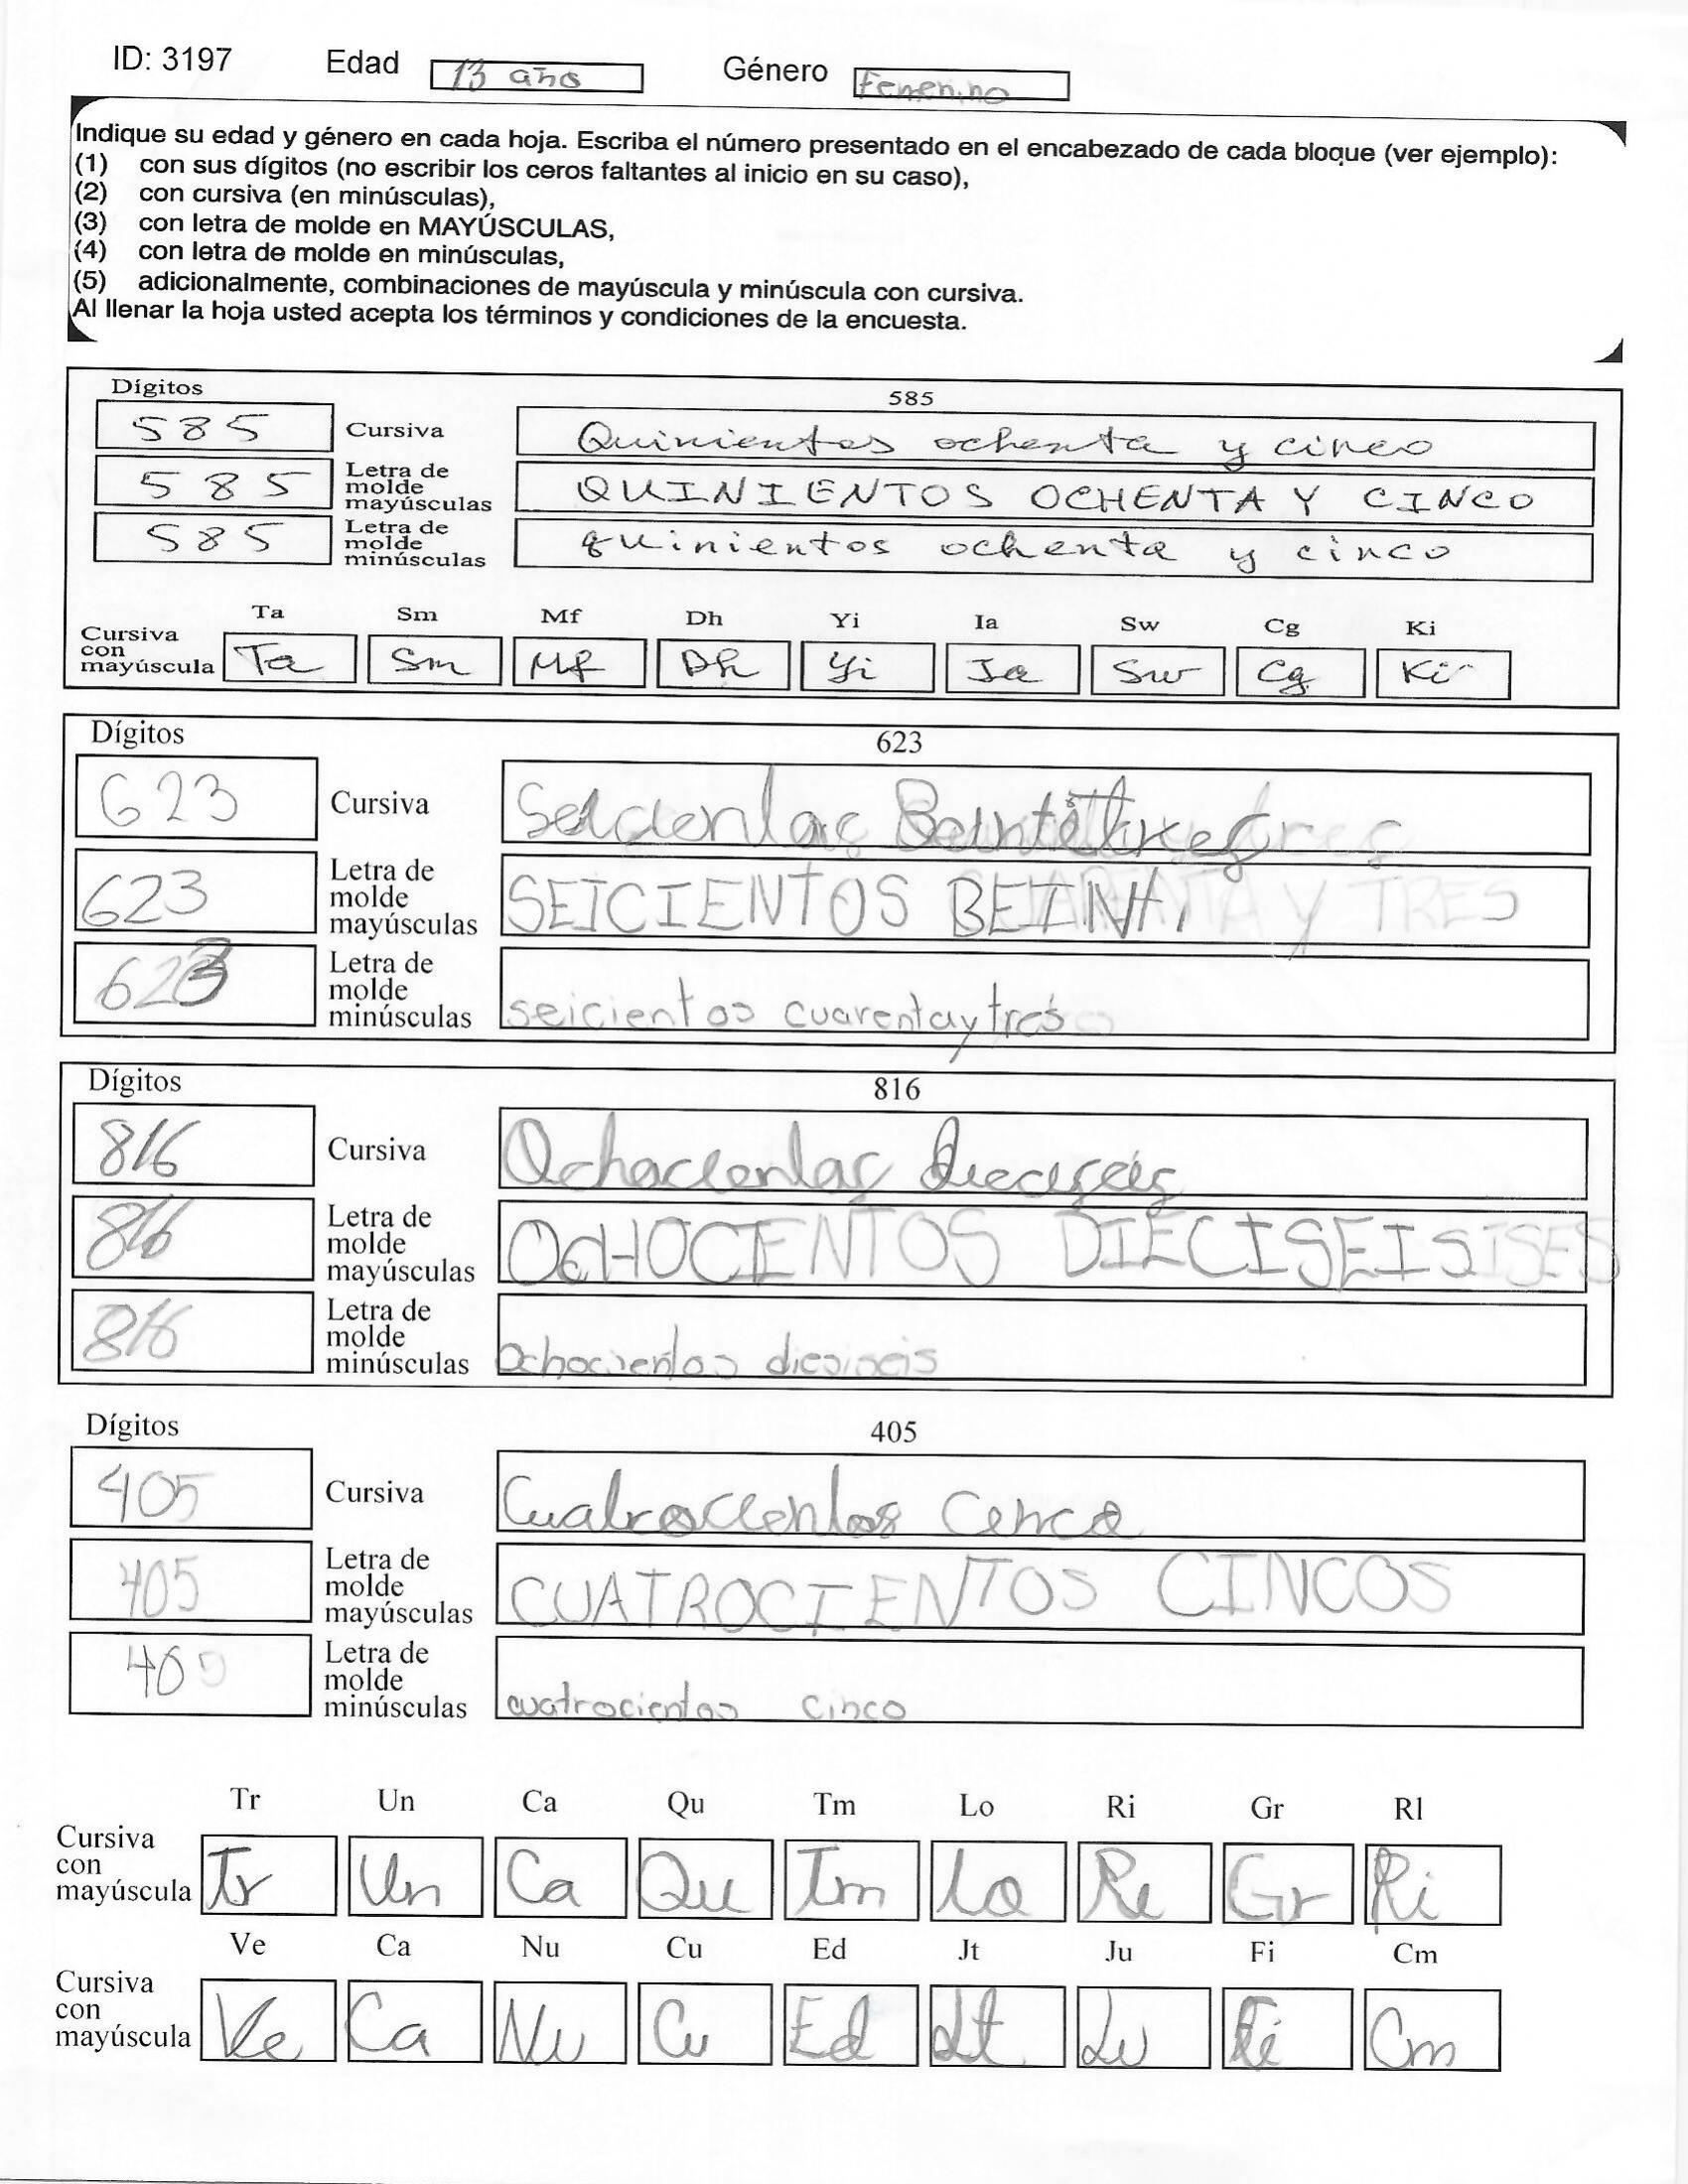 ID: 3197 Edad 13 año Género Femenino
Indique su edad y género en cada hoja. Escriba el número presentado en el encabezado de cada bloque (ver ejemplo):
(1) con sus dígitos (no escribir los ceros faltantes al inicio en su caso),
(2) con cursiva (en minúsculas),
(3) con letra de molde en MAYÚSCULAS,
(4) con letra de molde en minúsculas,
(5) adicionalmente, combinaciones de mayúscula y minúscula con cursiva.
Al llenar la hoja usted acepta los términos y condiciones de la encuesta.
Dígitos 585
585 Cursiva Quinientos ochenta y cinco
585 Letra de molde mayúsculas QUINIENTOS OCHENTA Y CINCO
585 Letra de molde minúsculas quinientos ochenta y cinco
Ta Sm Mf Dh Yi Ia Sw Cg Ki
Cursiva con mayúscula Ta Sm Mf Dh Yi Ia Sw Cg Ki
Dígitos 623
623 Cursiva
623 Letra de molde mayúsculas SEICIENTOS
623 Letra de molde minúsculas seicientos cuarentaytres
Dígitos 816
816 Cursiva Ochocientos dieciseis
816 Letra de molde mayúsculas OCHOCIENTOS DIECISEIS
816 Letra de molde minúsculas ochocientos diesiseis
Dígitos 405
405 Cursiva Cuatrocientos Cinco
405 Letra de molde mayúsculas CUATROCIENTOS CINCOS
405 Letra de molde minúsculas cuatrocientos cinco
Tr Un Ca Qu Tm Lo Ri Gr Rl
Cursiva con mayúscula Tr Un Ca Qu Tm Lo Re Gr Ri
Ve Ca Nu Cu Ed Jt Ju Fi Cm
Cursiva con mayúscula Ve Ca Nu Cu Ed Jt Ju Fi Cm